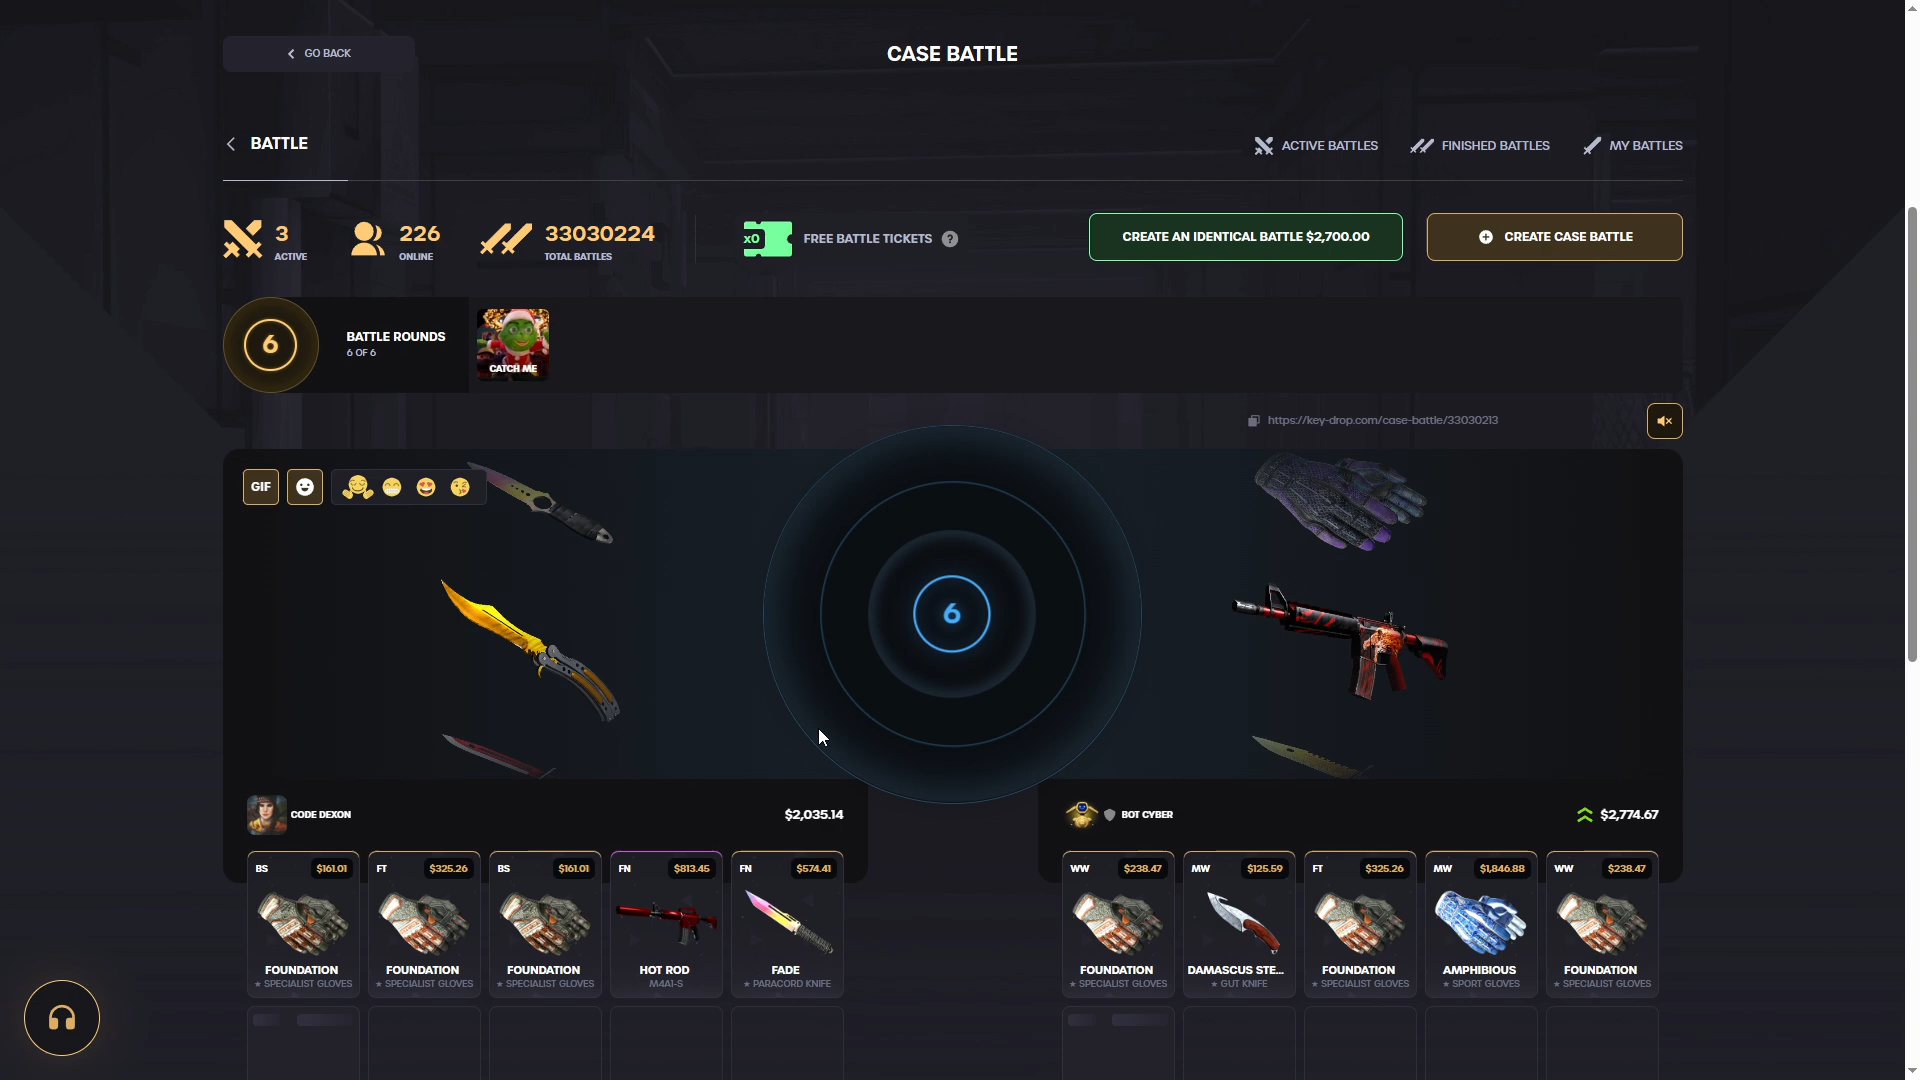 GO BACK
CASE BATTLE
BATTLE
ACTIVE BATTLES
FINISHED BATTLES
MY BATTLES
3
ACTIVE
226
ONLINE
33030224
TOTAL BATTLES
x0
FREE BATTLE TICKETS
?
CREATE AN IDENTICAL BATTLE $2,700.00
CREATE CASE BATTLE
6
BATTLE ROUNDS
6 OF 6
CATCH ME
https://key-drop.com/case-battle/33030213
GIF
6
CODE DEXON
$2,035.14
BOT CYBER
$2,774.67
BS $161.01
FOUNDATION
★ SPECIALIST GLOVES
FT $325.26
FOUNDATION
★ SPECIALIST GLOVES
BS $161.01
FOUNDATION
★ SPECIALIST GLOVES
FN $813.45
HOT ROD
M4A1-S
FN $574.41
FADE
★ PARACORD KNIFE
WW $238.47
FOUNDATION
★ SPECIALIST GLOVES
MW $125.59
DAMASCUS STE...
★ GUT KNIFE
FT $325.26
FOUNDATION
★ SPECIALIST GLOVES
MW $1,846.88
AMPHIBIOUS
★ SPORT GLOVES
WW $238.47
FOUNDATION
★ SPECIALIST GLOVES